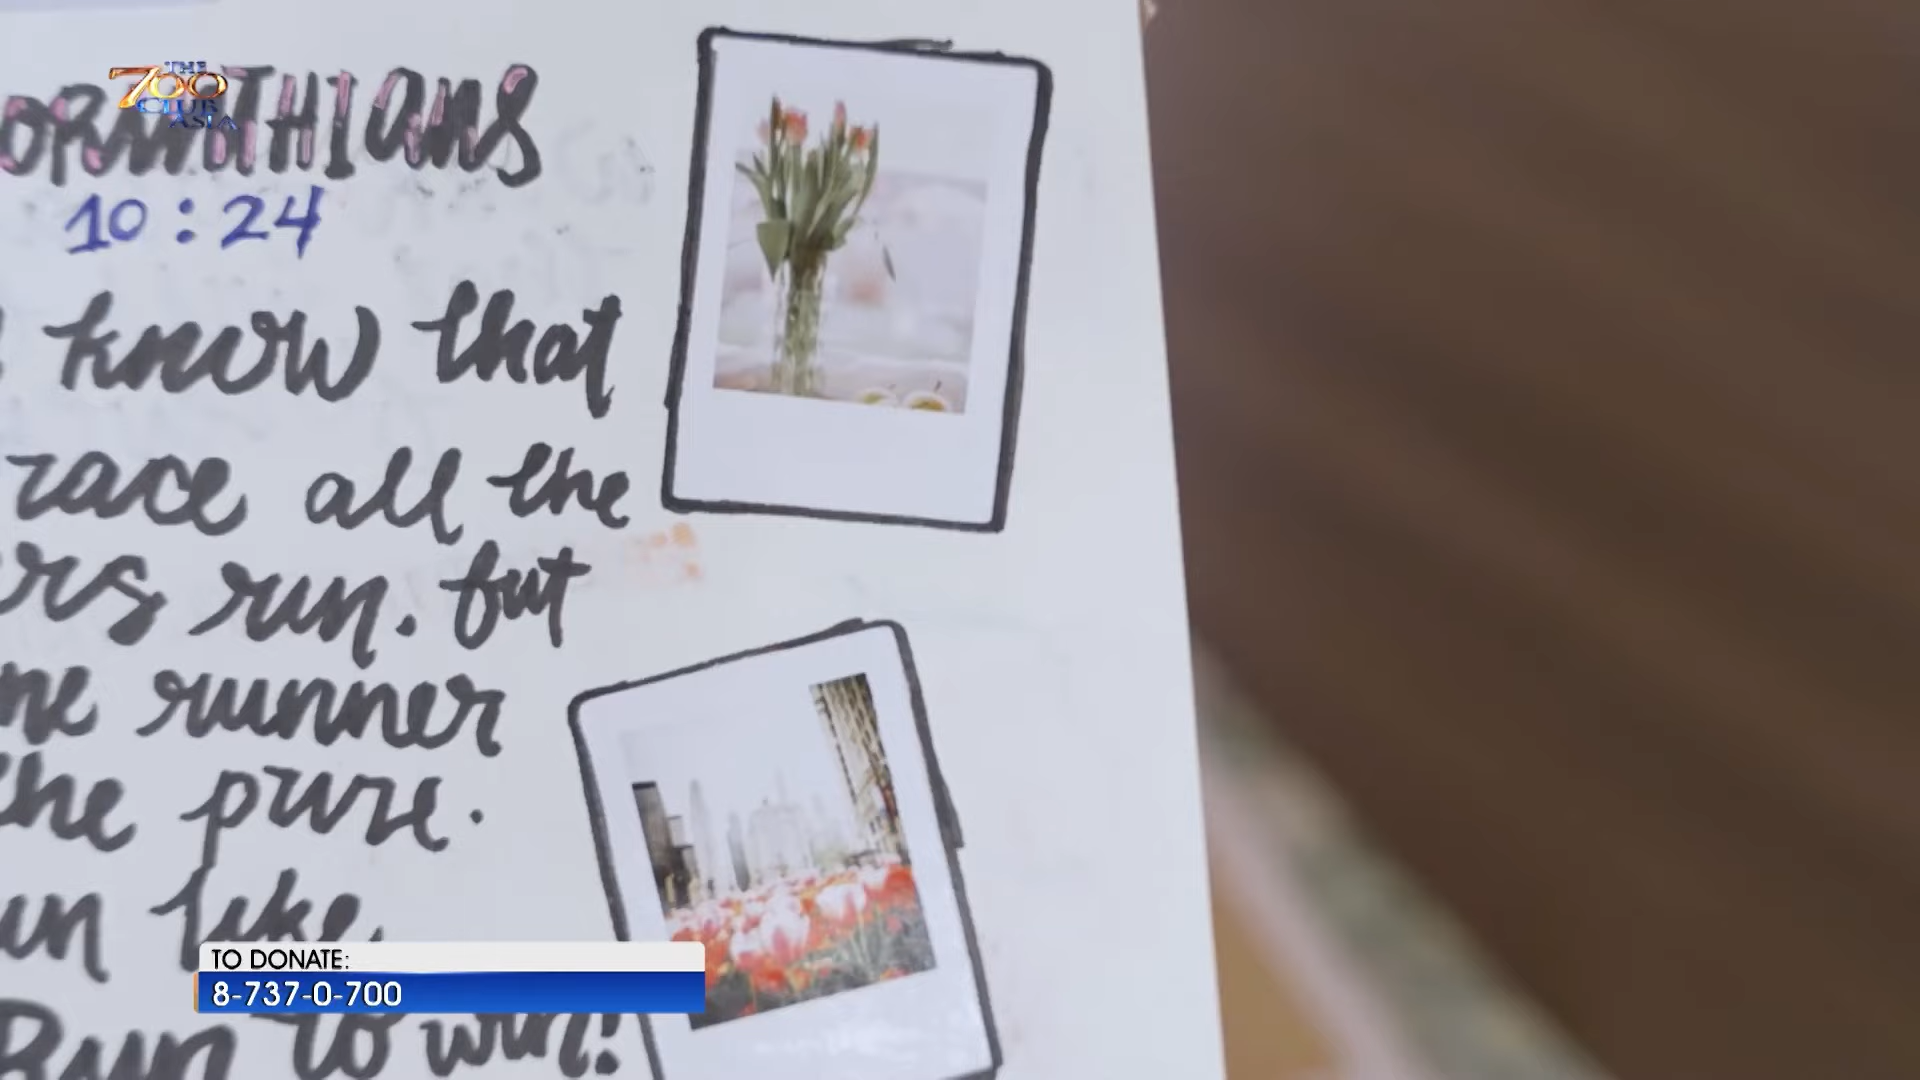 THE
700
CLUB
ASIA
ORINTHIANS
10:24
know that
race all the
ers run. but
ne runner
the prize.
un like
Run to win!
TO DONATE:
8-737-0-700